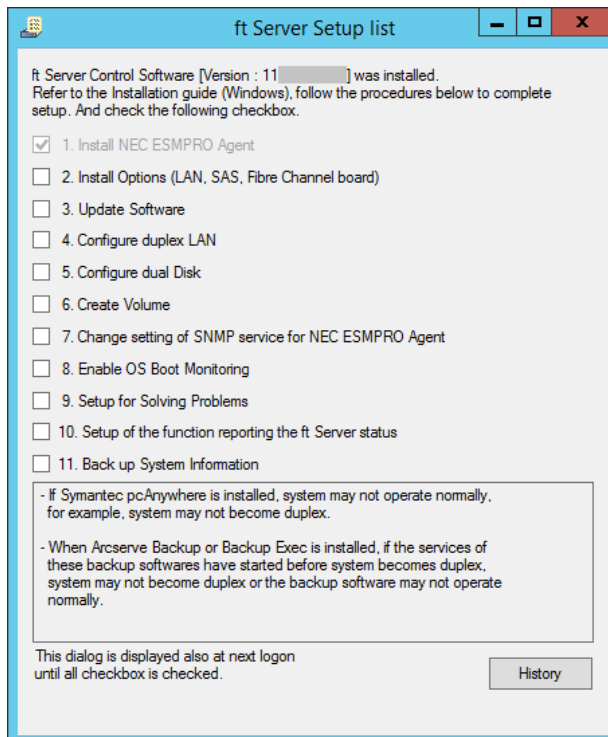 ft Server Setup list
ft Server Control Software [Version : 11 ] was installed.
Refer to the Installation guide (Windows), follow the procedures below to complete
setup. And check the following checkbox.
1. Install NEC ESMPRO Agent
2. Install Options (LAN, SAS, Fibre Channel board)
3. Update Software
4. Configure duplex LAN
5. Configure dual Disk
6. Create Volume
7. Change setting of SNMP service for NEC ESMPRO Agent
8. Enable OS Boot Monitoring
9. Setup for Solving Problems
10. Setup of the function reporting the ft Server status
11. Back up System Information
- If Symantec pcAnywhere is installed, system may not operate normally,
for example, system may not become duplex.
- When Arcserve Backup or Backup Exec is installed, if the services of
these backup softwares have started before system becomes duplex,
system may not become duplex or the backup software may not operate
normally.
This dialog is displayed also at next logon
until all checkbox is checked.
History